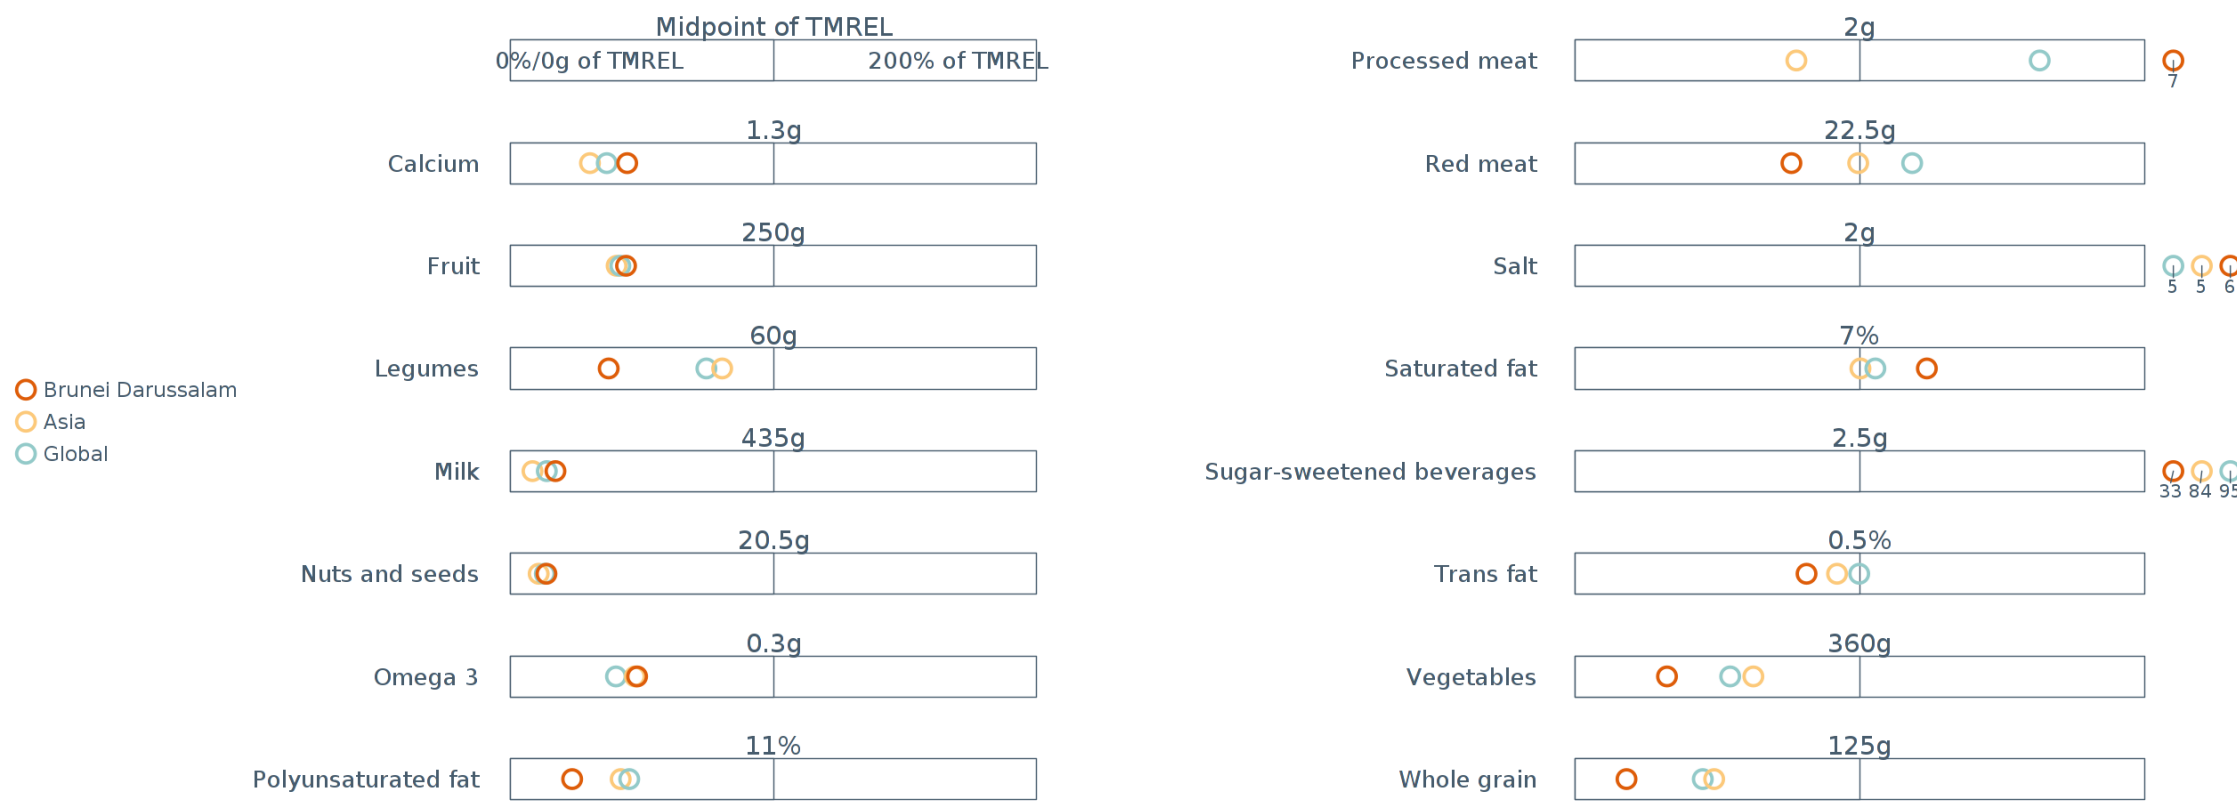 Midpoint of TMREL
0%/0g of TMREL
200% of TMREL
Calcium
1.3g
Fruit
250g
Legumes
60g
Milk
435g
Nuts and seeds
20.5g
Omega 3
0.3g
Polyunsaturated fat
11%
Brunei Darussalam
Asia
Global
Processed meat
2g
7
Red meat
22.5g
Salt
2g
5 5 6
Saturated fat
7%
Sugar-sweetened beverages
2.5g
33 84 95
Trans fat
0.5%
Vegetables
360g
Whole grain
125g